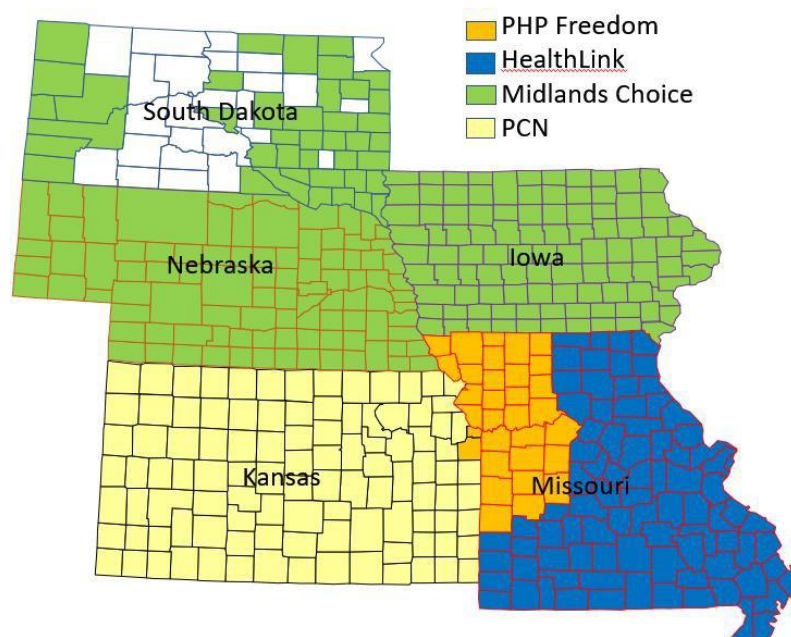 PHP Freedom
HealthLink
Midlands Choice
PCN
South Dakota
Nebraska
Iowa
Kansas
Missouri